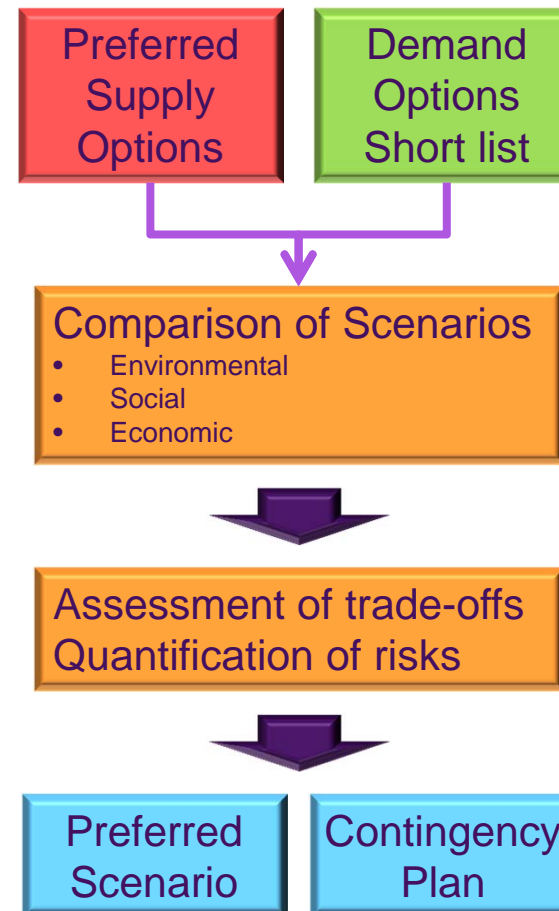 Preferred
Supply
Options
Demand
Options
Short list
Comparison of Scenarios
• Environmental
• Social
• Economic
Assessment of trade-offs
Quantification of risks
Preferred
Scenario
Contingency
Plan